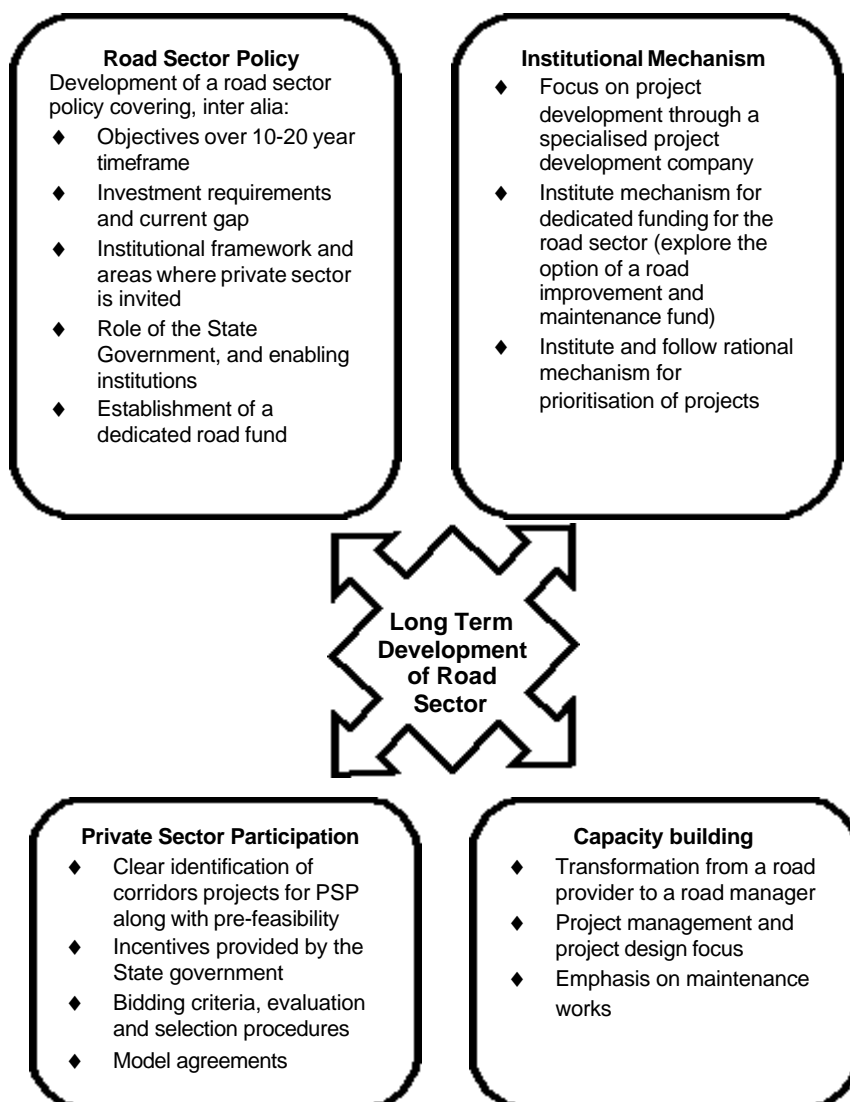 Road Sector Policy
Development of a road sector
policy covering, inter alia:
♦ Objectives over 10-20 year
timeframe
♦ Investment requirements
and current gap
♦ Institutional framework and
areas where private sector
is invited
♦ Role of the State
Government, and enabling
institutions
♦ Establishment of a
dedicated road fund
Institutional Mechanism
♦ Focus on project
development through a
specialised project
development company
♦ Institute mechanism for
dedicated funding for the
road sector (explore the
option of a road
improvement and
maintenance fund)
♦ Institute and follow rational
mechanism for
prioritisation of projects
Long Term
Development
of Road
Sector
Private Sector Participation
♦ Clear identification of
corridors projects for PSP
along with pre-feasibility
♦ Incentives provided by the
State government
♦ Bidding criteria, evaluation
and selection procedures
♦ Model agreements
Capacity building
♦ Transformation from a road
provider to a road manager
♦ Project management and
project design focus
♦ Emphasis on maintenance
works